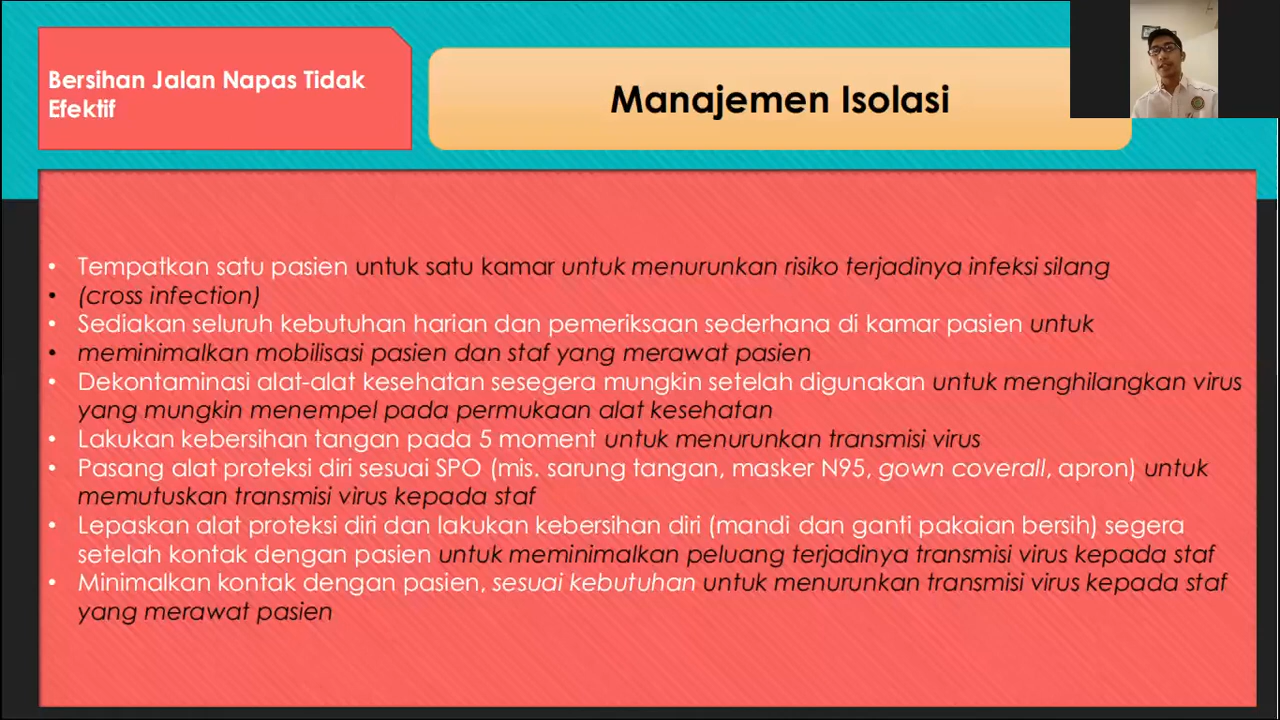 Bersihan Jalan Napas Tidak
Efektif
Manajemen Isolasi
• Tempatkan satu pasien untuk satu kamar untuk menurunkan risiko terjadinya infeksi silang
• (cross infection)
• Sediakan seluruh kebutuhan harian dan pemeriksaan sederhana di kamar pasien untuk
• meminimalkan mobilisasi pasien dan staf yang merawat pasien
• Dekontaminasi alat-alat kesehatan sesegera mungkin setelah digunakan untuk menghilangkan virus
yang mungkin menempel pada permukaan alat kesehatan
• Lakukan kebersihan tangan pada 5 moment untuk menurunkan transmisi virus
• Pasang alat proteksi diri sesuai SPO (mis. sarung tangan, masker N95, gown coverall, apron) untuk
memutuskan transmisi virus kepada staf
• Lepaskan alat proteksi diri dan lakukan kebersihan diri (mandi dan ganti pakaian bersih) segera
setelah kontak dengan pasien untuk meminimalkan peluang terjadinya transmisi virus kepada staf
• Minimalkan kontak dengan pasien, sesuai kebutuhan untuk menurunkan transmisi virus kepada staf
yang merawat pasien